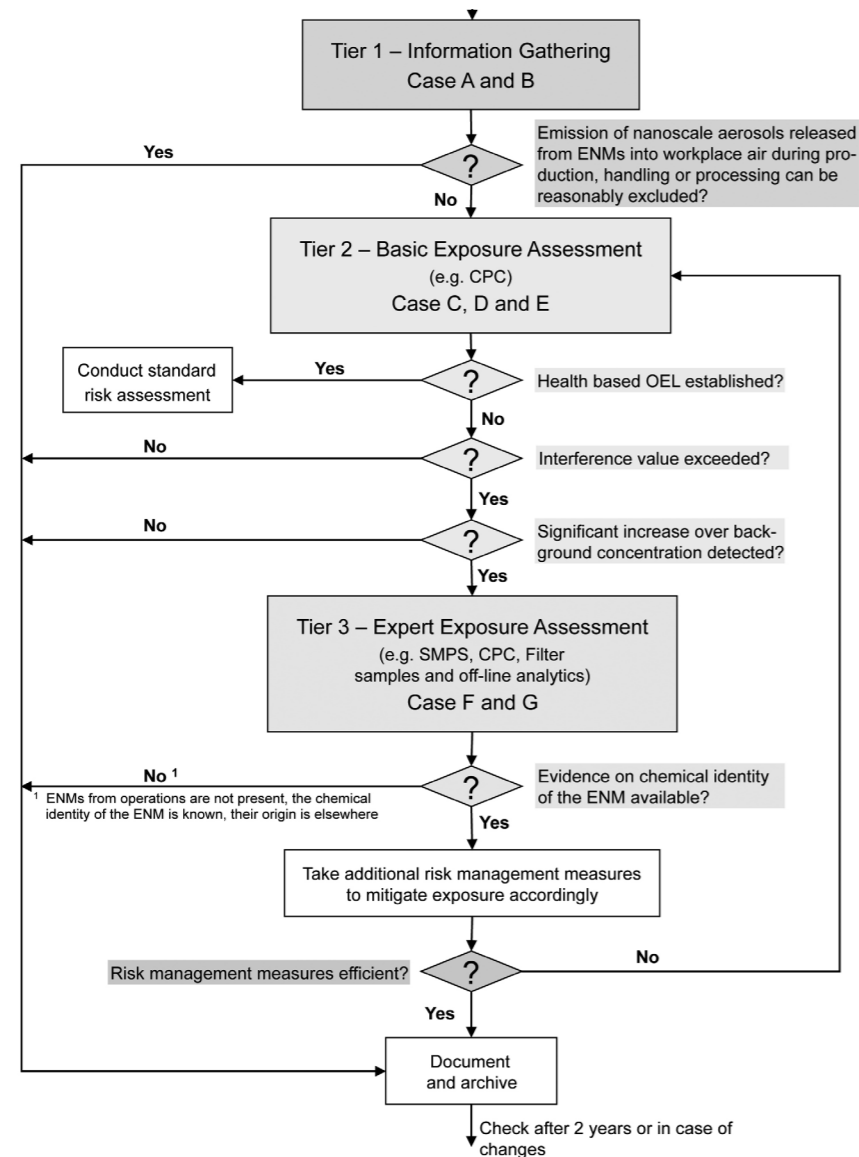 Tier 1 – Information Gathering
Case A and B
Emission of nanoscale aerosols released
from ENMs into workplace air during pro-
duction, handling or processing can be
reasonably excluded?
Yes
?
No
Tier 2 – Basic Exposure Assessment
(e.g. CPC)
Case C, D and E
Conduct standard
risk assessment
Yes
?
Health based OEL established?
No
No
?
Interference value exceeded?
Yes
No
?
Significant increase over back-
ground concentration detected?
Yes
Tier 3 – Expert Exposure Assessment
(e.g. SMPS, CPC, Filter
samples and off-line analytics)
Case F and G
No 1
?
Evidence on chemical identity
of the ENM available?
1 ENMs from operations are not present, the chemical
identity of the ENM is known, their origin is elsewhere
Yes
Take additional risk management measures
to mitigate exposure accordingly
Risk management measures efficient?
?
No
Yes
Document
and archive
Check after 2 years or in case of
changes